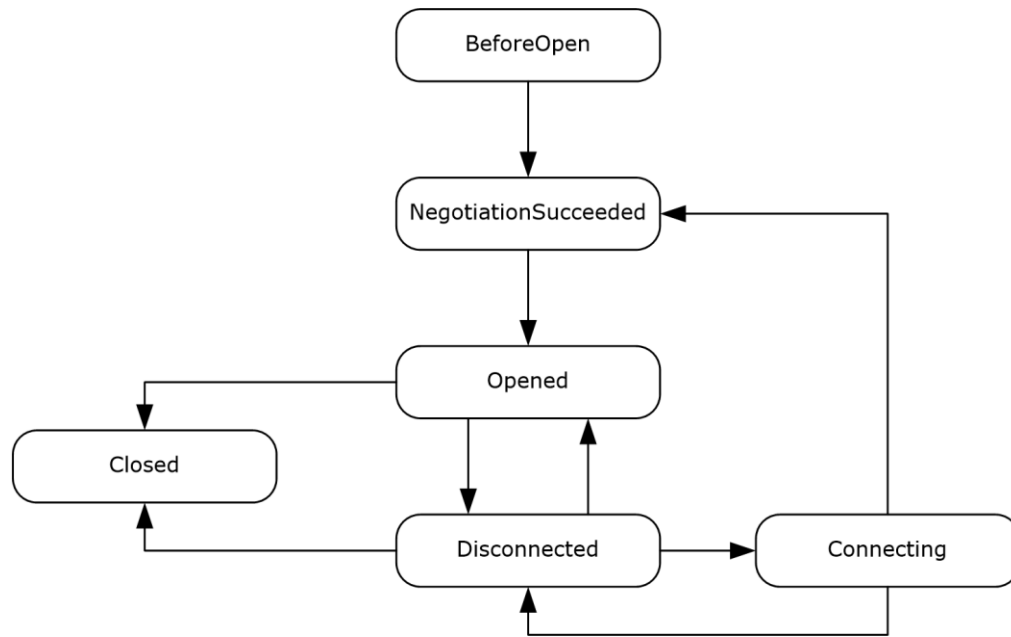 BeforeOpen
NegotiationSucceeded
Opened
Closed
Disconnected
Connecting